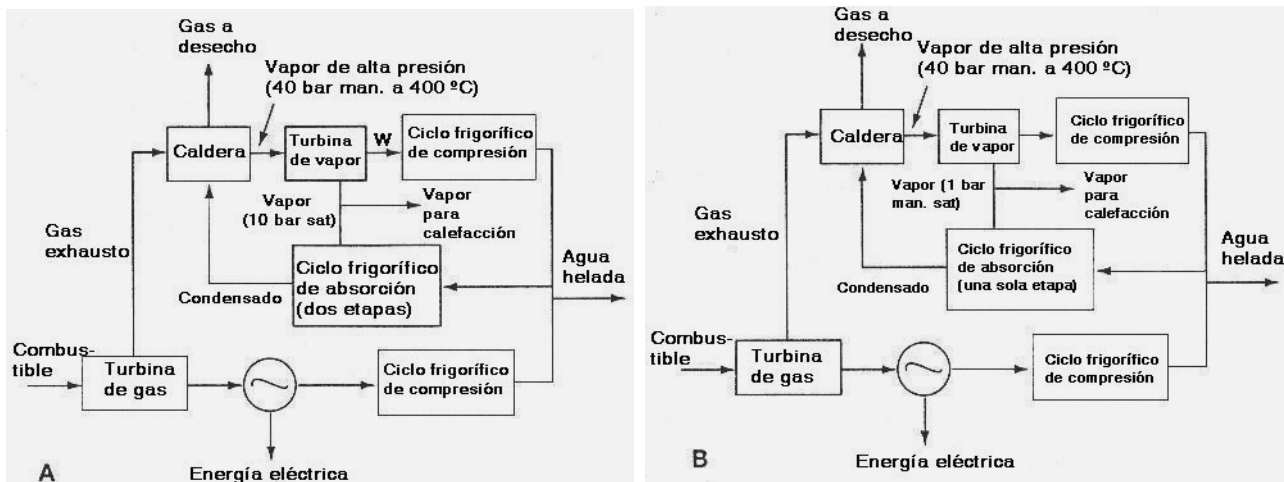 Gas a
desecho
Vapor de alta presión
(40 bar man. a 400 ºC)
Caldera
Turbina
de vapor
W
Ciclo frigorífico
de compresión
Vapor
(10 bar sat)
Vapor
para
calefacción
Gas
exhausto
Ciclo frigorífico
de absorción
(dos etapas)
Condensado
Agua
helada
Combus-
tible
Turbina
de gas
Ciclo frigorífico
de compresión
Energía eléctrica
A
Gas a
desecho
Vapor de alta presión
(40 bar man. a 400 ºC)
Caldera
Turbina
de vapor
Ciclo frigorífico
de compresión
Vapor (1 bar
man. sat)
Vapor
para
calefacción
Gas
exhausto
Ciclo frigorífico
de absorción
(una sola etapa)
Condensado
Agua
helada
Combus-
tible
Turbina
de gas
Ciclo frigorífico
de compresión
Energía eléctrica
B